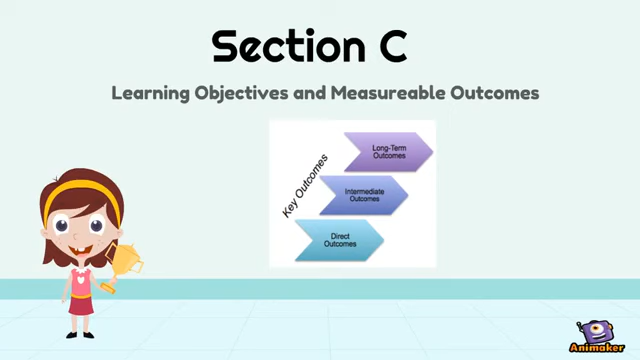 Section C
Learning Objectives and Measureable Outcomes
Key Outcomes
Long-Term
Outcomes
Intermediate
Outcomes
Direct
Outcomes
Animaker